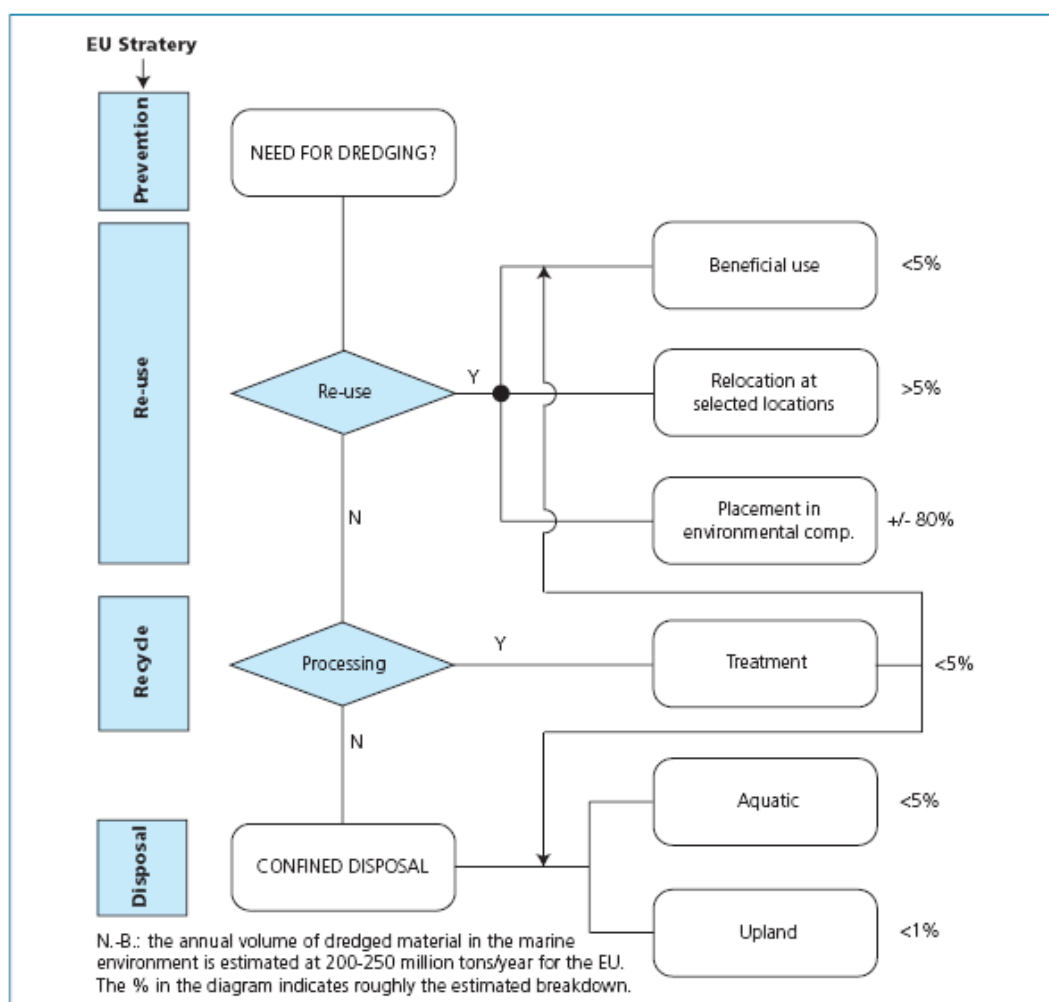 EU Stratery
Prevention
NEED FOR DREDGING?
Re-use
Beneficial use
<5%
Re-use
Y
Relocation at
selected locations
>5%
N
Placement in
environmental comp.
+/- 80%
Recycle
Processing
Y
Treatment
<5%
N
Aquatic
<5%
Disposal
CONFINED DISPOSAL
Upland
<1%
N.-B.: the annual volume of dredged material in the marine
environment is estimated at 200-250 million tons/year for the EU.
The % in the diagram indicates roughly the estimated breakdown.